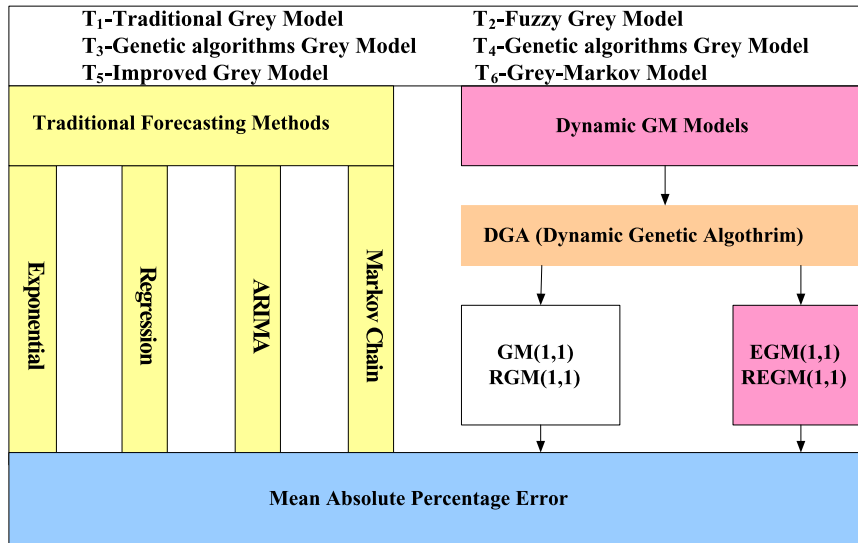 T₁-Traditional Grey Model
T₂-Fuzzy Grey Model
T₃-Genetic algorithms Grey Model
T₄-Genetic algorithms Grey Model
T₅-Improved Grey Model
T₆-Grey-Markov Model
Traditional Forecasting Methods
Dynamic GM Models
DGA (Dynamic Genetic Algothrim)
Exponential
Regression
ARIMA
Markov Chain
GM(1,1)
RGM(1,1)
EGM(1,1)
REGM(1,1)
Mean Absolute Percentage Error